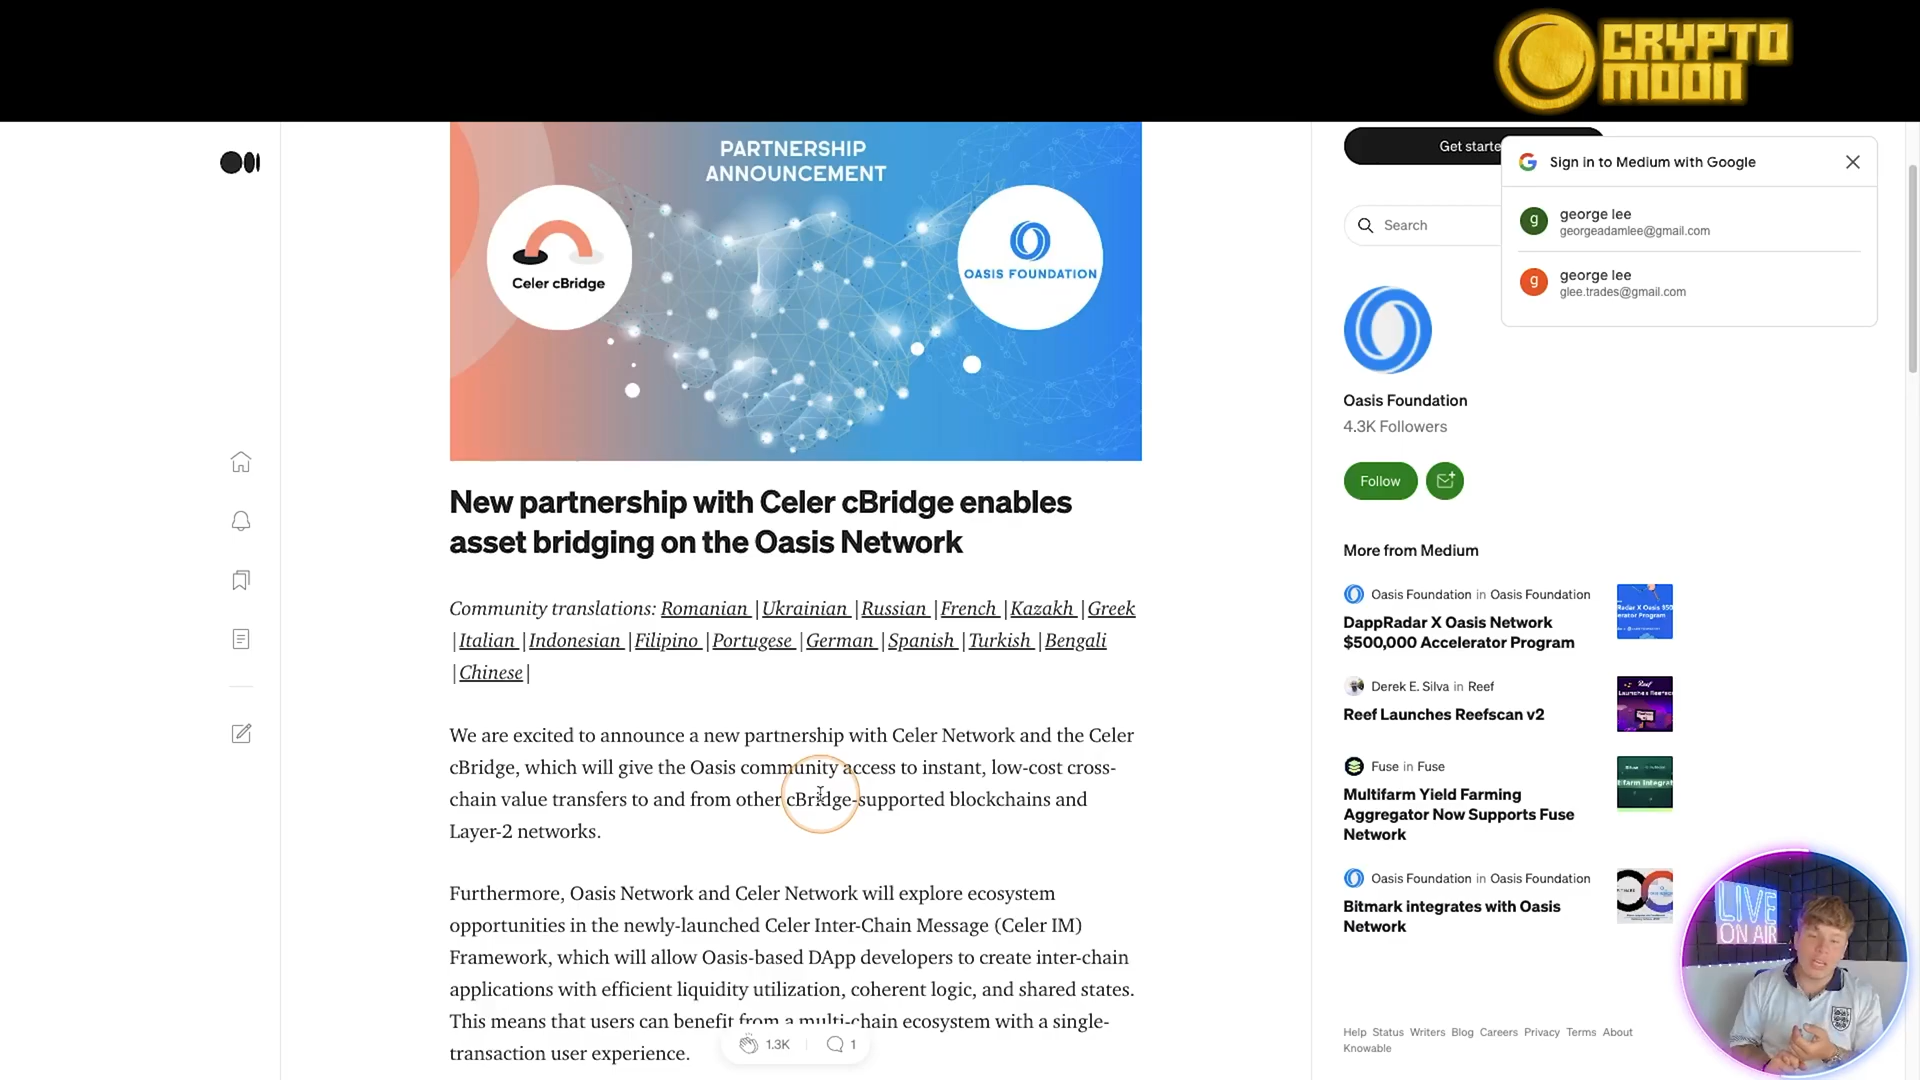 CRYPTO
MOON
PARTNERSHIP
ANNOUNCEMENT
Celer cBridge
OASIS FOUNDATION
New partnership with Celer cBridge enables
asset bridging on the Oasis Network
Community translations: Romanian | Ukrainian | Russian | French | Kazakh | Greek
| Italian | Indonesian | Filipino | Portugese | German | Spanish | Turkish | Bengali
| Chinese |
We are excited to announce a new partnership with Celer Network and the Celer
cBridge, which will give the Oasis community access to instant, low-cost cross-
chain value transfers to and from other cBridge-supported blockchains and
Layer-2 networks.
Furthermore, Oasis Network and Celer Network will explore ecosystem
opportunities in the newly-launched Celer Inter-Chain Message (Celer IM)
Framework, which will allow Oasis-based DApp developers to create inter-chain
applications with efficient liquidity utilization, coherent logic, and shared states.
This means that users can benefit from a multi-chain ecosystem with a single-
transaction user experience.
1.3K
1
Get starte
Sign in to Medium with Google
g
george lee
georgeadamlee@gmail.com
g
george lee
glee.trades@gmail.com
Search
Oasis Foundation
4.3K Followers
Follow
More from Medium
Oasis Foundation in Oasis Foundation
DappRadar X Oasis Network
$500,000 Accelerator Program
Derek E. Silva in Reef
Reef Launches Reefscan v2
Fuse in Fuse
Multifarm Yield Farming
Aggregator Now Supports Fuse
Network
Oasis Foundation in Oasis Foundation
Bitmark integrates with Oasis
Network
LIVE
ON AIR
Help Status Writers Blog Careers Privacy Terms About
Knowable